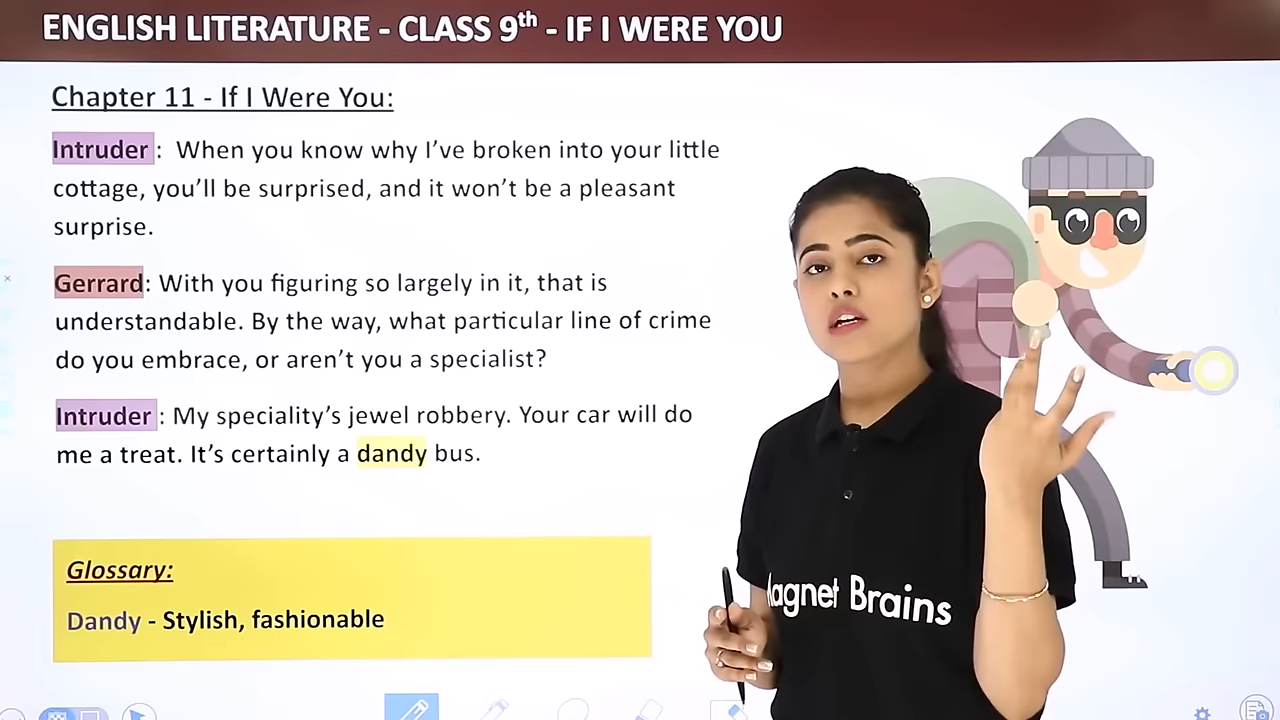 ENGLISH LITERATURE - CLASS 9th - IF I WERE YOU
Chapter 11 - If I Were You:
Intruder : When you know why I've broken into your little
cottage, you'll be surprised, and it won't be a pleasant
surprise.
Gerrard: With you figuring so largely in it, that is
understandable. By the way, what particular line of crime
do you embrace, or aren't you a specialist?
Intruder : My speciality's jewel robbery. Your car will do
me a treat. It's certainly a dandy bus.
Glossary:
Dandy - Stylish, fashionable
Magnet Brains